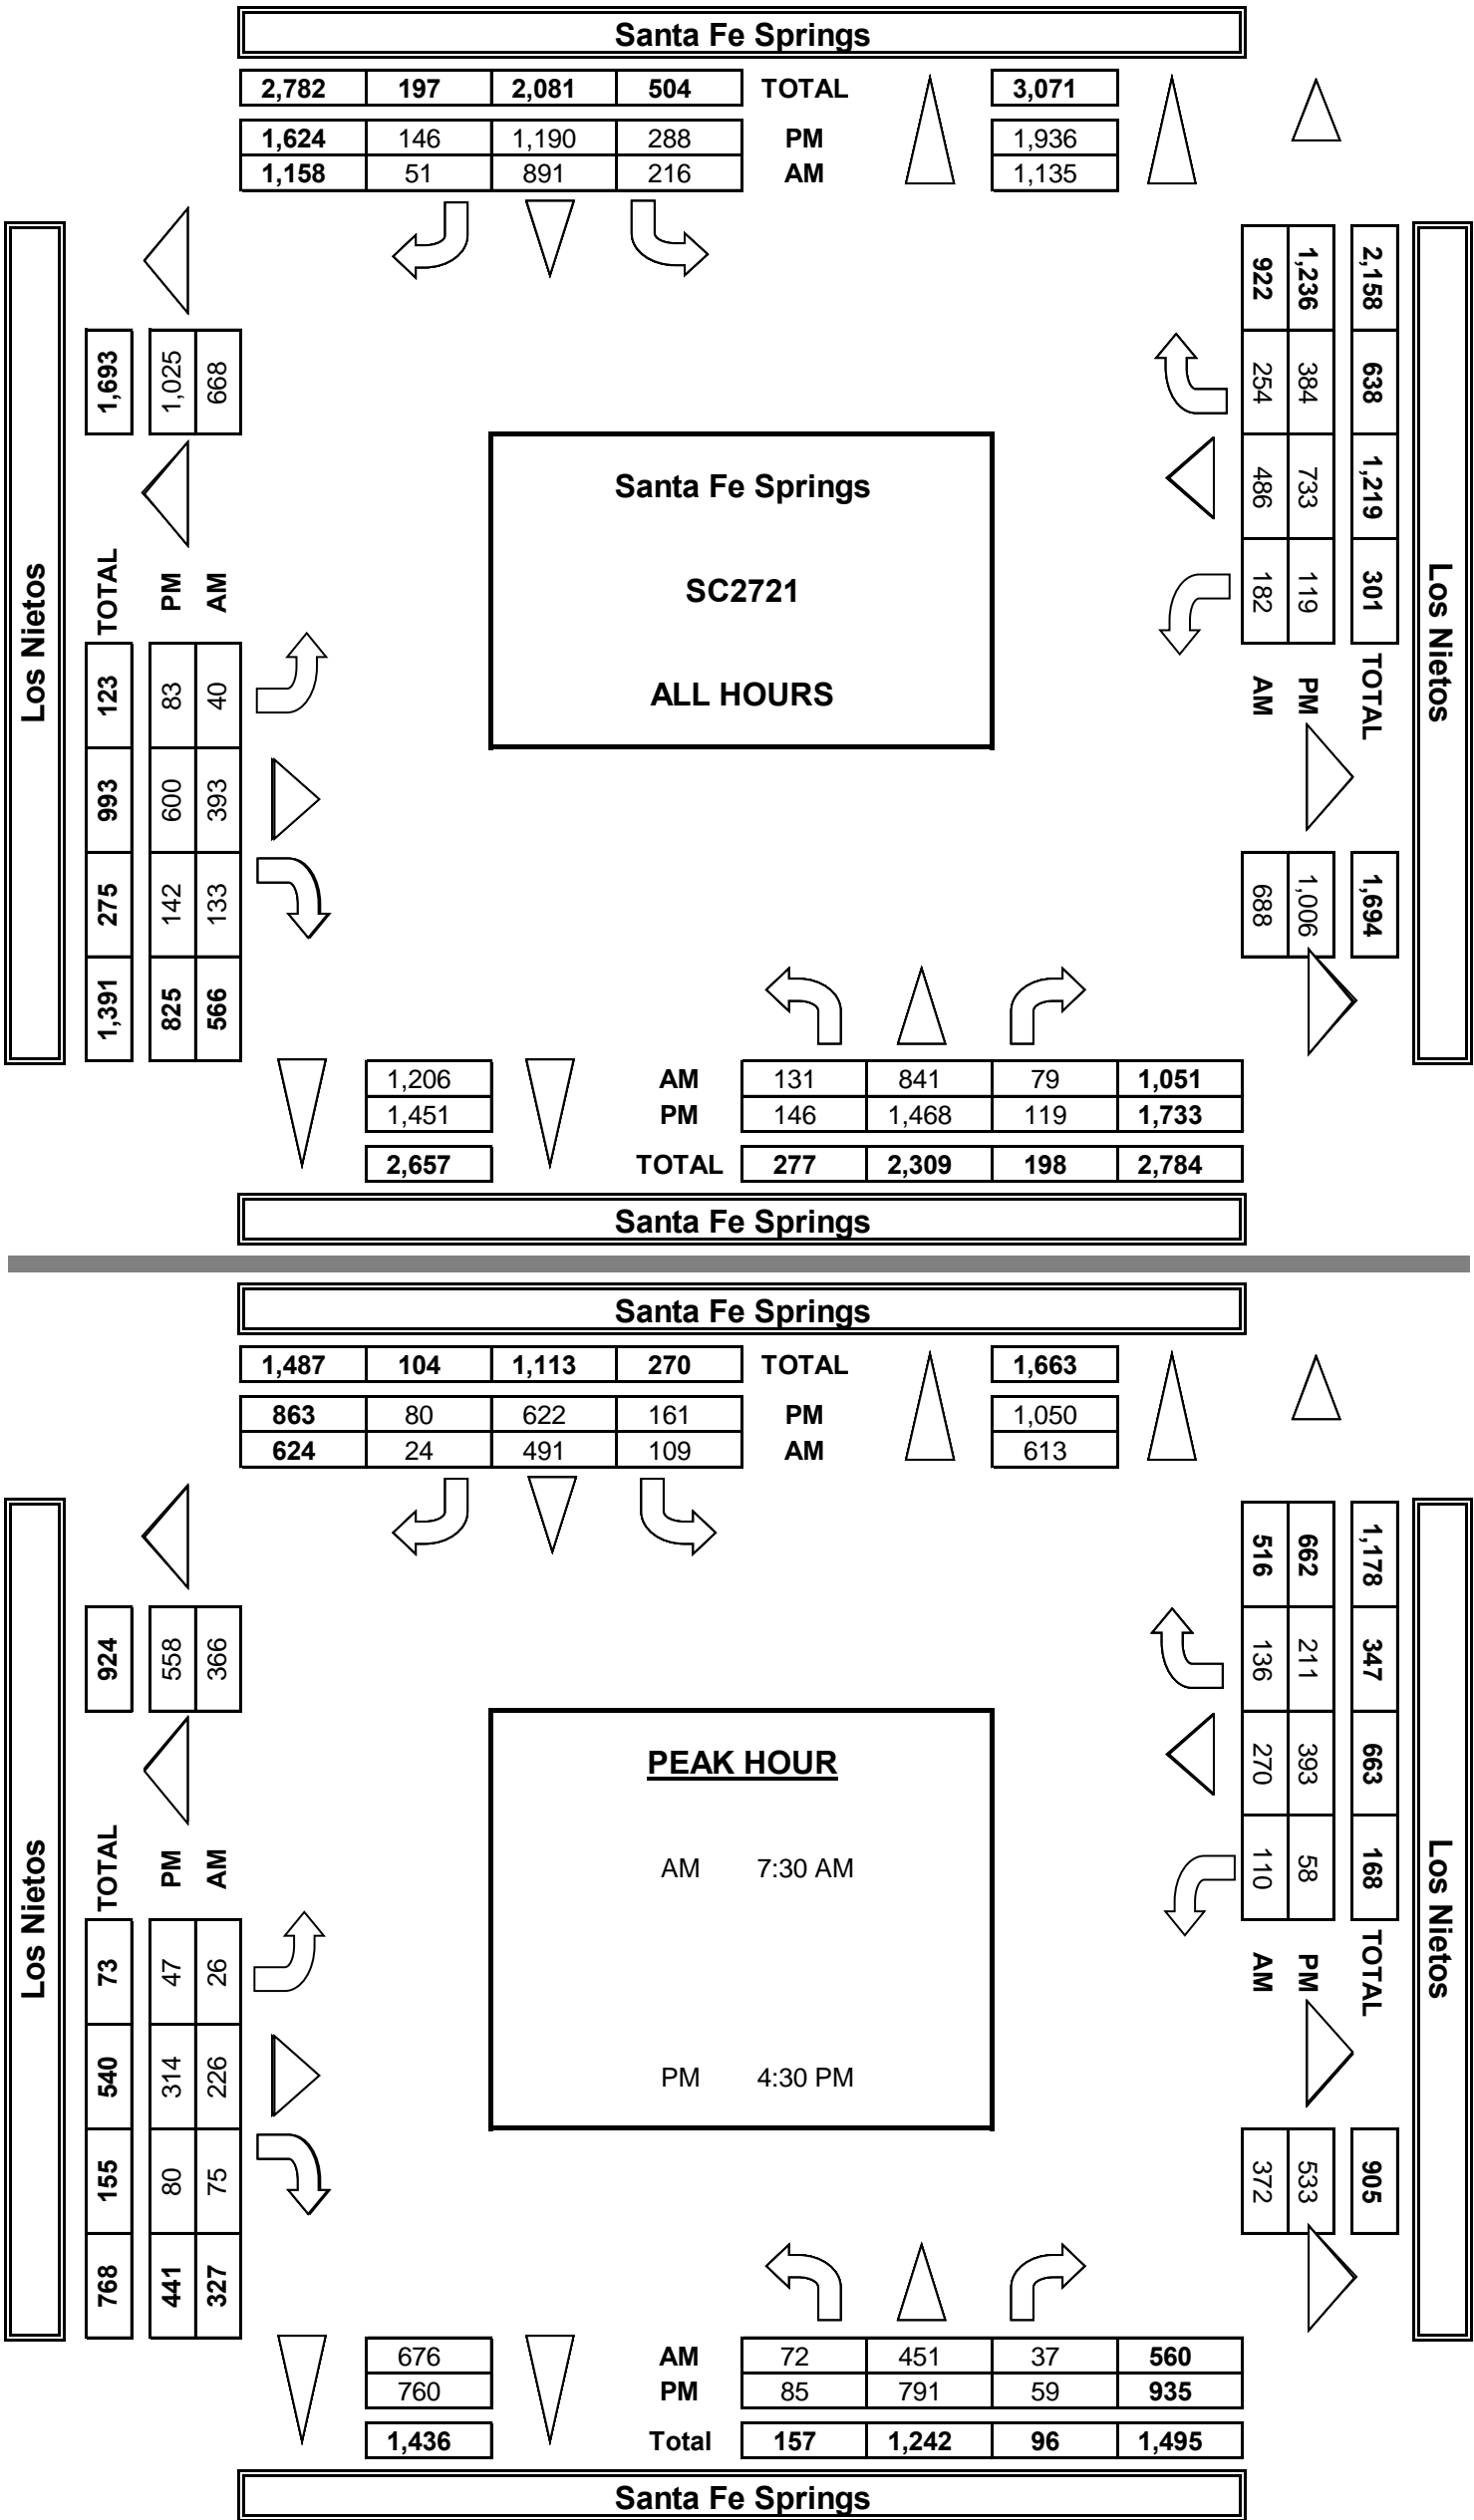 Santa Fe Springs
2,782 197 2,081 504 TOTAL 3,071
1,624 146 1,190 288 PM 1,936
1,158 51 891 216 AM 1,135
Los Nietos
1,693
1,025
668
TOTAL 123 993 275 1,391
PM 83 600 142 825
AM 40 393 133 566
Santa Fe Springs
SC2721
ALL HOURS
2,158 638 1,219 301 TOTAL 1,694
1,236 384 733 119 PM 1,006
922 254 486 182 AM 688
Los Nietos
1,206 AM 131 841 79 1,051
1,451 PM 146 1,468 119 1,733
2,657 TOTAL 277 2,309 198 2,784
Santa Fe Springs
Santa Fe Springs
1,487 104 1,113 270 TOTAL 1,663
863 80 622 161 PM 1,050
624 24 491 109 AM 613
Los Nietos
924
558
366
TOTAL 73 540 155 768
PM 47 314 80 441
AM 26 226 75 327
PEAK HOUR
AM 7:30 AM
PM 4:30 PM
1,178 347 663 168 TOTAL 905
662 211 393 58 PM 533
516 136 270 110 AM 372
Los Nietos
676 AM 72 451 37 560
760 PM 85 791 59 935
1,436 Total 157 1,242 96 1,495
Santa Fe Springs